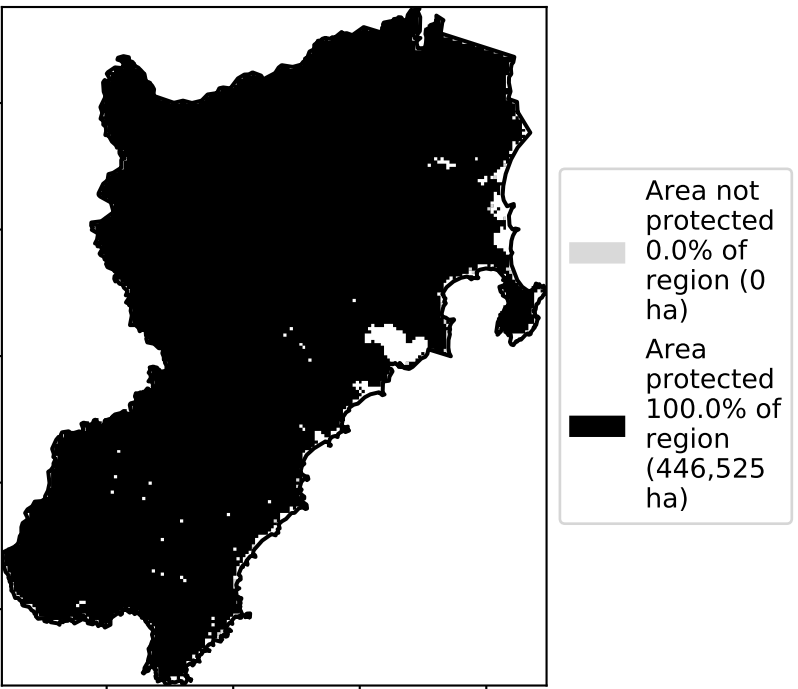 Area not
protected
0.0% of
region (0
ha)
Area
protected
100.0% of
region
(446,525
ha)